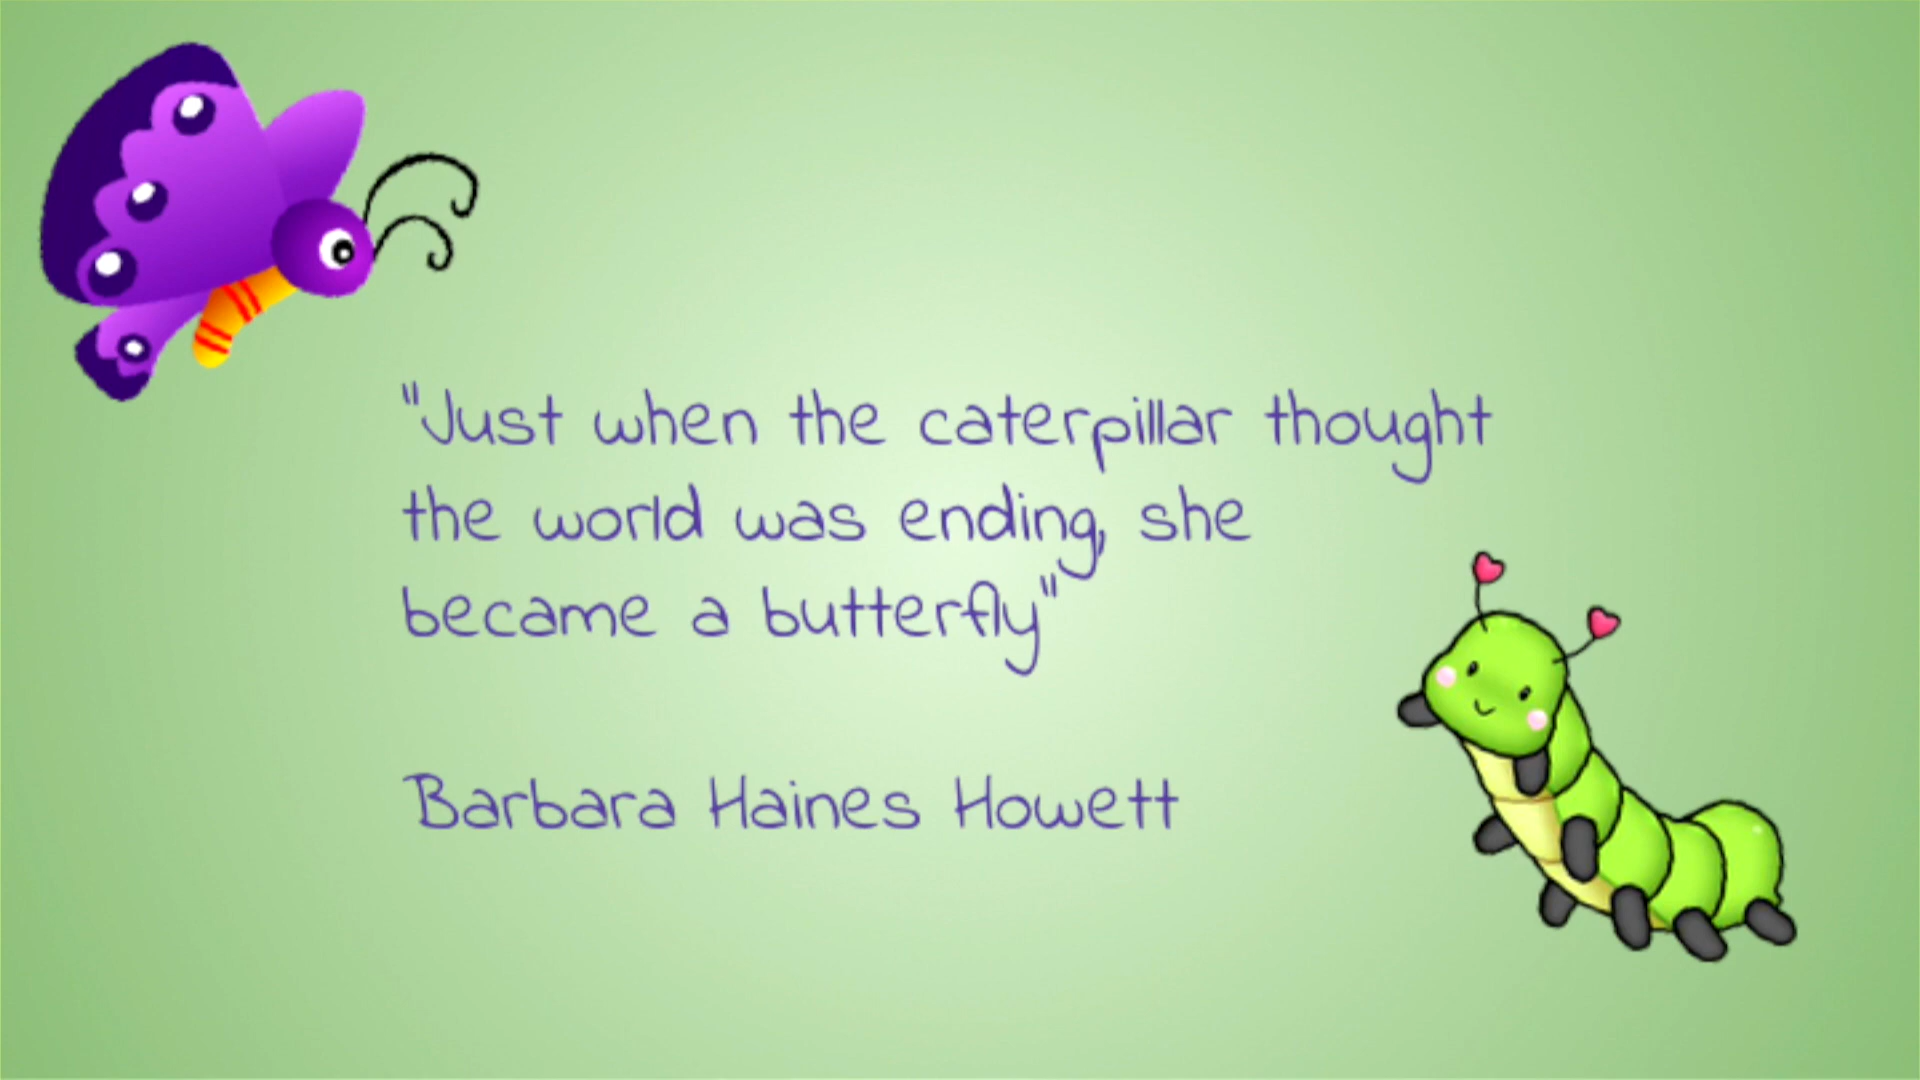 "Just when the caterpillar thought
the world was ending, she
became a butterfly"
Barbara Haines Howett